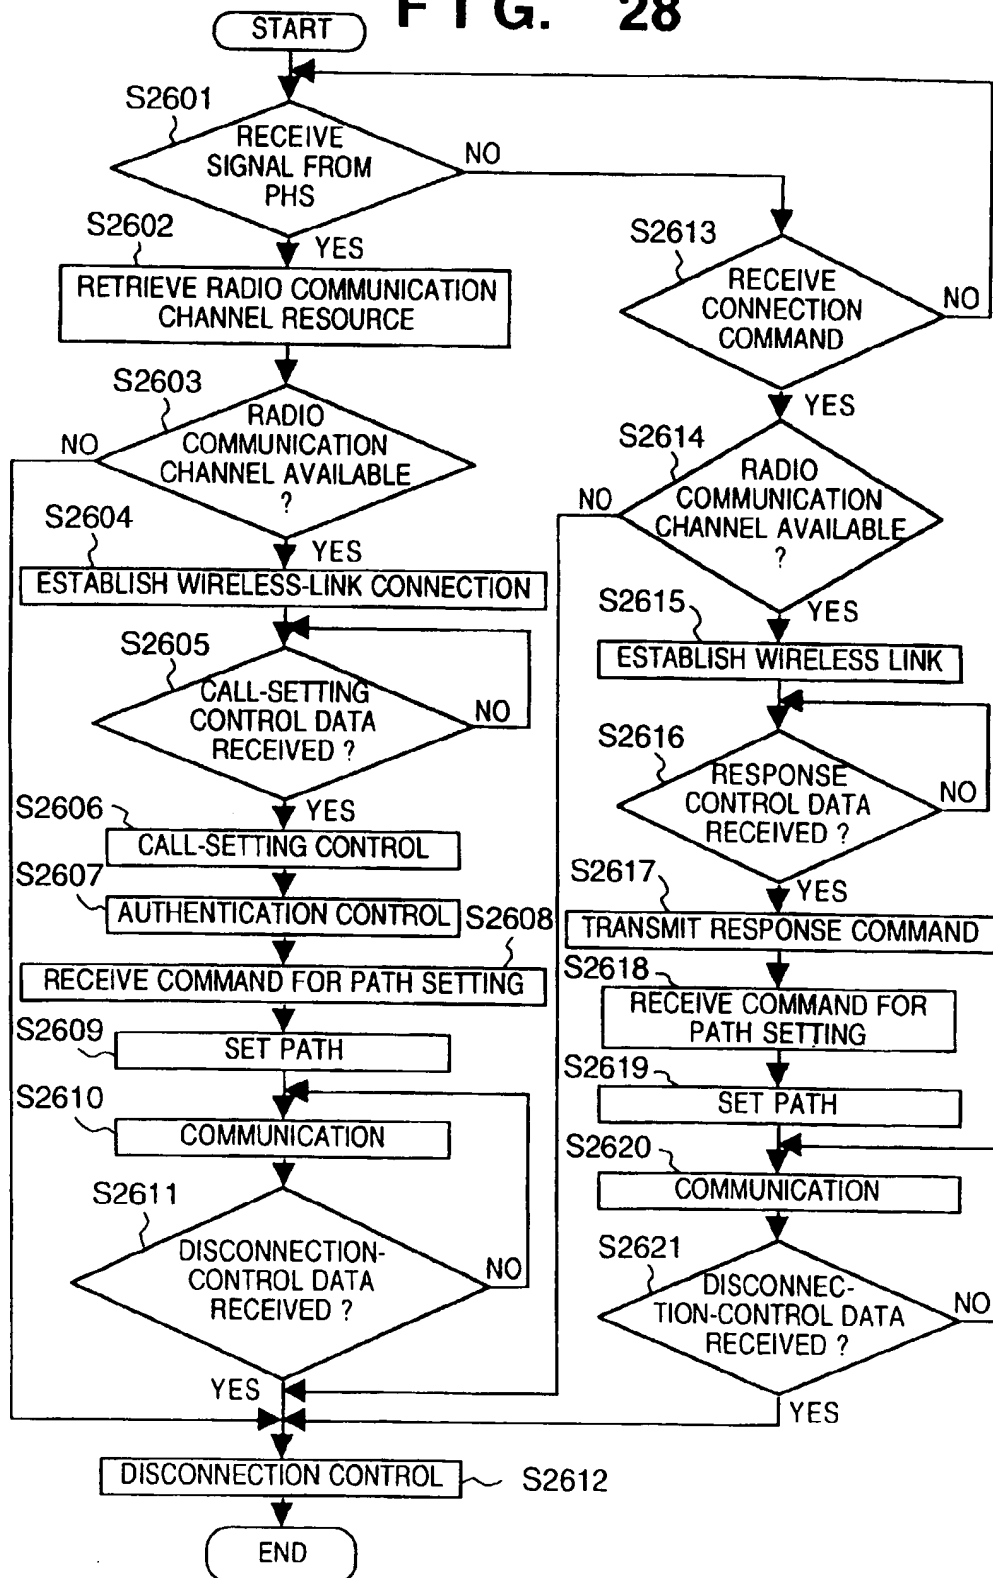 FIG. 28
START
S2601
RECEIVE
SIGNAL FROM
PHS
NO
YES
S2602
RETRIEVE RADIO COMMUNICATION
CHANNEL RESOURCE
S2603
RADIO
COMMUNICATION
CHANNEL AVAILABLE
?
NO
YES
S2604
ESTABLISH WIRELESS-LINK CONNECTION
S2605
CALL-SETTING
CONTROL DATA
RECEIVED ?
NO
YES
S2606
CALL-SETTING CONTROL
S2607
AUTHENTICATION CONTROL
S2608
RECEIVE COMMAND FOR PATH SETTING
S2609
SET PATH
S2610
COMMUNICATION
S2611
DISCONNECTION-
CONTROL DATA
RECEIVED ?
NO
YES
DISCONNECTION CONTROL
S2612
END
S2613
RECEIVE
CONNECTION
COMMAND
NO
YES
S2614
RADIO
COMMUNICATION
CHANNEL AVAILABLE
?
NO
YES
S2615
ESTABLISH WIRELESS LINK
S2616
RESPONSE
CONTROL DATA
RECEIVED ?
NO
YES
S2617
TRANSMIT RESPONSE COMMAND
S2618
RECEIVE COMMAND FOR
PATH SETTING
S2619
SET PATH
S2620
COMMUNICATION
S2621
DISCONNEC-
TION-CONTROL DATA
RECEIVED ?
NO
YES